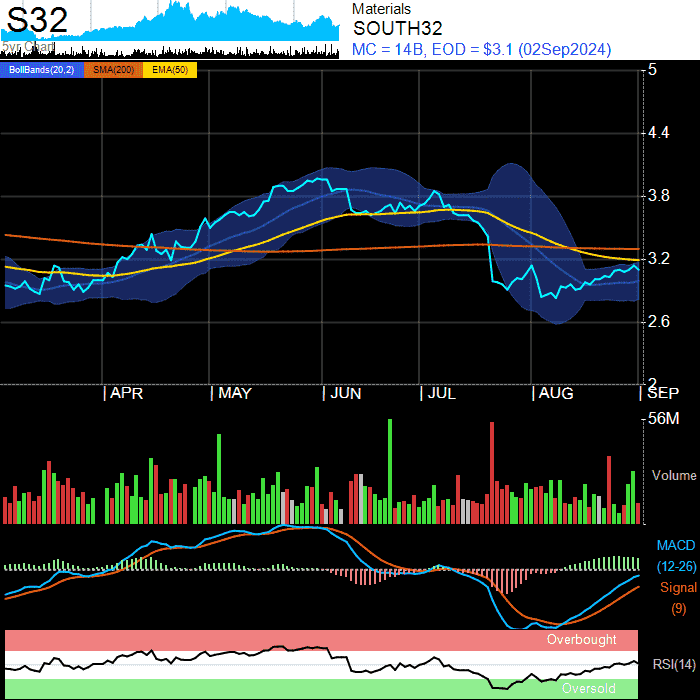 S32
5yr Chart
Materials
SOUTH32
MC = 14B, EOD = $3.1 (02Sep2024)
BollBands(20,2) SMA(200) EMA(50)
5
4.4
3.8
3.2
2.6
2
APR MAY JUN JUL AUG SEP
56M
Volume
MACD
(12-26)
Signal
(9)
Overbought
RSI(14)
Oversold